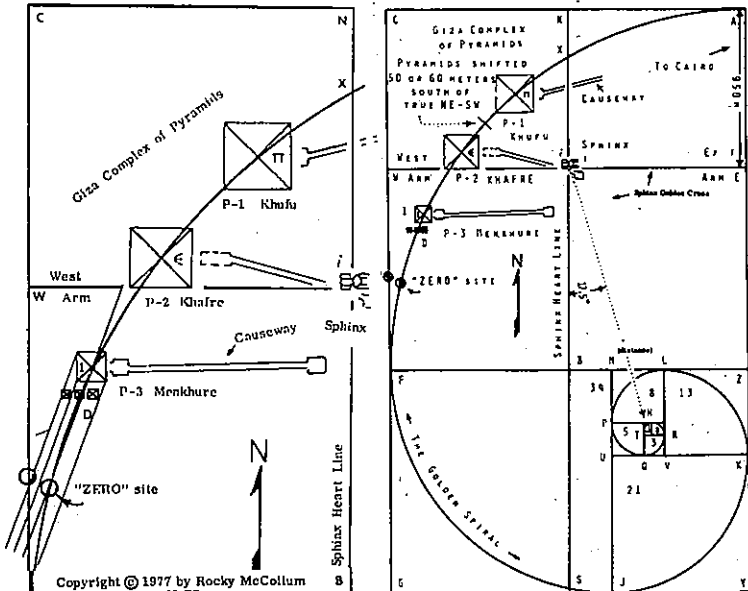 C
N
X
Giza Complex of Pyramids
Π
P-1 Khufu
West
W
Arm
P-2 Khafre
Sphinx
Causeway
1
P-3 Menkhure
D
N
"ZERO" site
Sphinx Heart Line
Copyright © 1977 by Rocky McCollum
B
C
K
A
GIZA COMPLEX
OF PYRAMIDS
X
PYRAMIDS SHIFTED
50 OR 60 METERS
SOUTH OF
TRUE NE-SW
TO CAIRO
CAUSEWAY
P-1
KHUFU
SPHINX
WEST
W ARM
P-2 KHAFRE
ARM E
Sphinx Golden Cross
1
D
P-3 MENKHURE
N
"ZERO" SITE
SPHINX HEART LINE
F
L
Z
8
13
P
5
T
R
3
U
Q
V
21
THE GOLDEN SPIRAL
G
S
J
Y